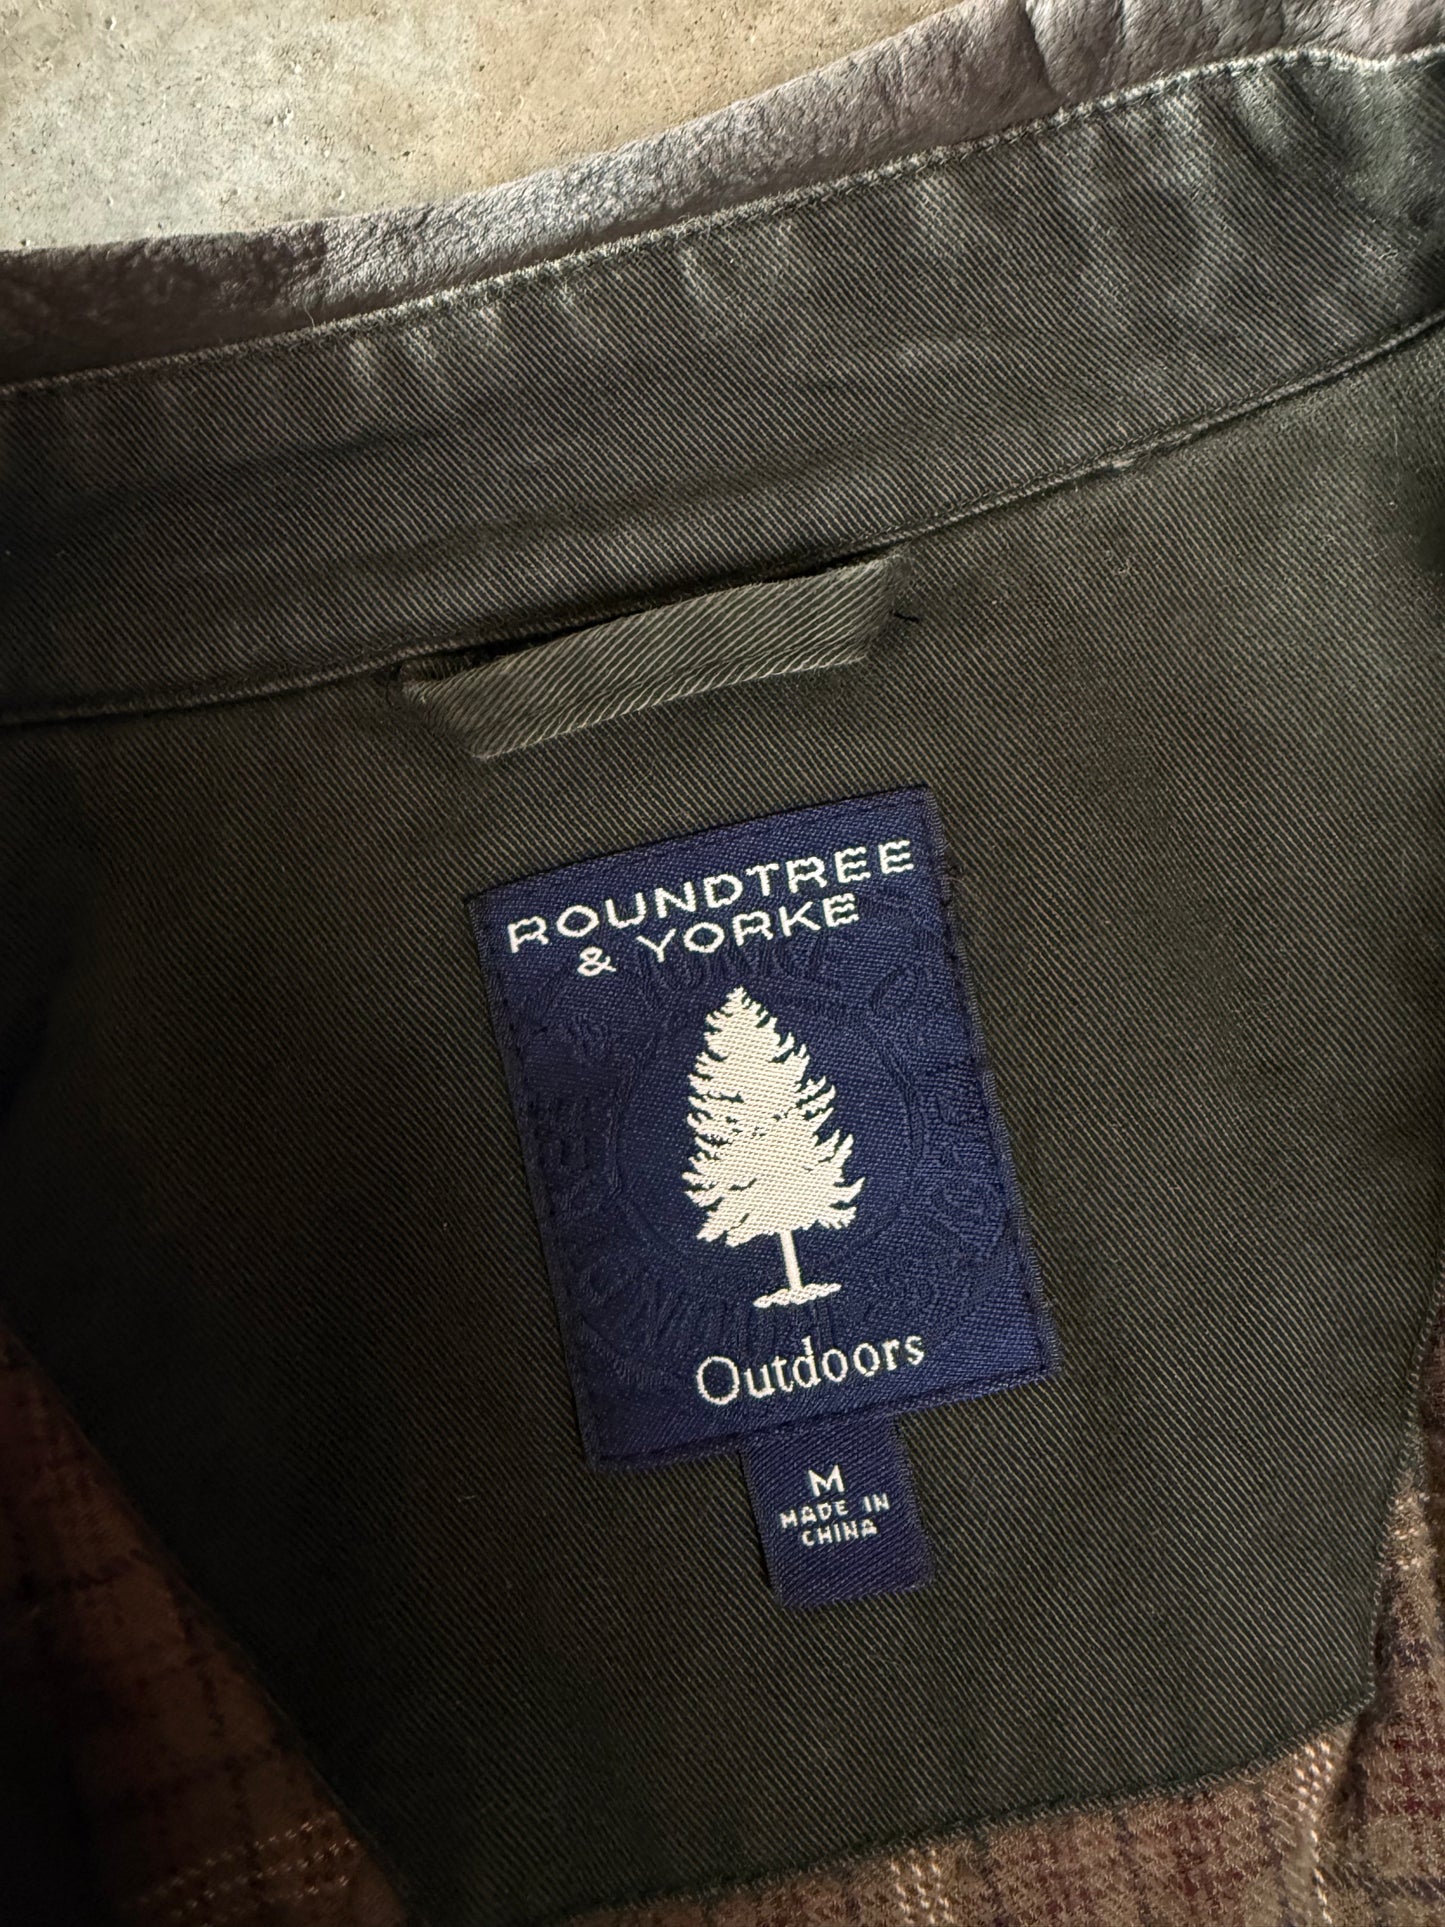 ROUNDTREE
& YORKE
Outdoors
M
MADE IN
CHINA